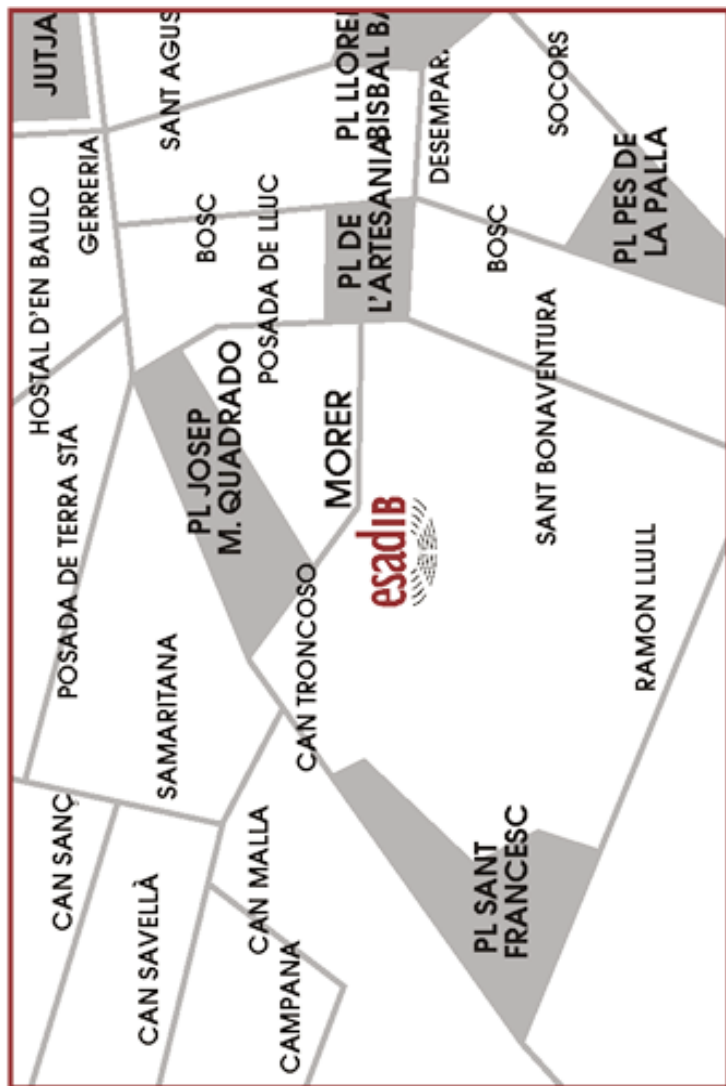 HOSTAL D'EN BAULO
JUTJA
CAN SANÇ
POSADA DE TERRA STA
GERRERIA
CAN SAVELLÀ
SAMARITANA
SANT AGUS
PL JOSEP
M. QUADRADO
BOSC
CAN MALLA
POSADA DE LLUC
CAMPANA
CAN TRONCOSO
MORER
PL DE
L'ARTESANIA
PL LLORE
BISBAL BA
esadIB
DESEMPAR.
PL SANT
FRANCESC
BOSC
SANT BONAVENTURA
SOCORS
RAMON LLULL
PL PES DE
LA PALLA